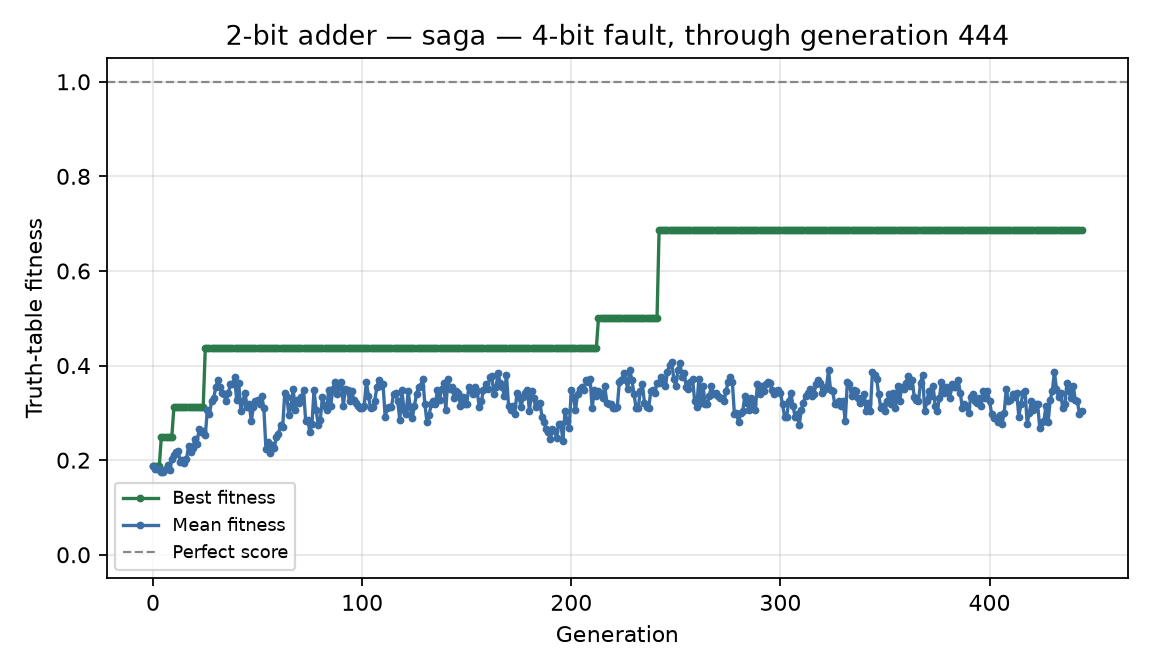 2-bit adder — saga — 4-bit fault, through generation 444
Truth-table fitness
1.0
0.8
0.6
0.4
0.2
0.0
Best fitness
Mean fitness
Perfect score
0 100 200 300 400
Generation